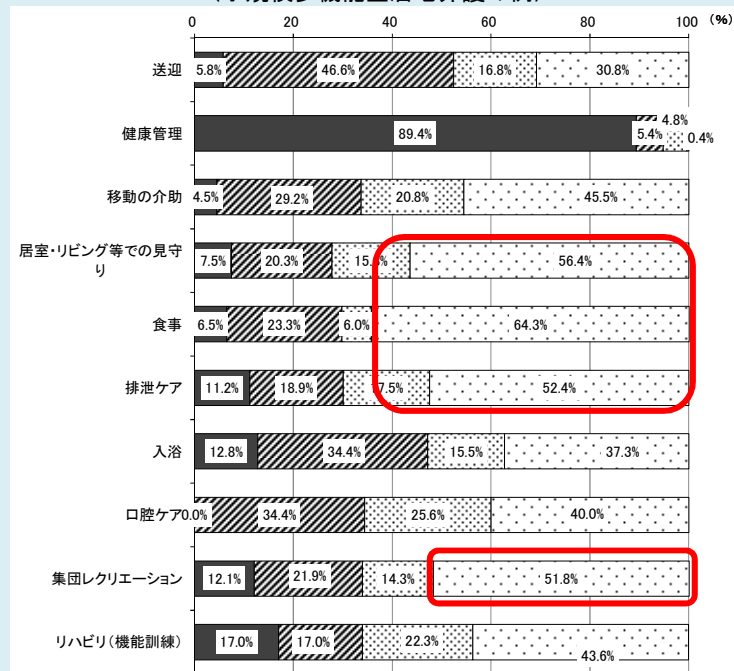 0 20 40 60 80 100 (%)
送迎 5.8% 46.6% 16.8% 30.8%
健康管理 89.4% 5.4% 4.8% 0.4%
移動の介助 4.5% 29.2% 20.8% 45.5%
居室・リビング等での見守
り 7.5% 20.3% 56.4%
食事 6.5% 23.3% 6.0% 64.3%
排泄ケア 11.2% 18.9% 17.5% 52.4%
入浴 12.8% 34.4% 15.5% 37.3%
口腔ケア 0.0% 34.4% 25.6% 40.0%
集団レクリエーション 12.1% 21.9% 14.3% 51.8%
リハビリ(機能訓練) 17.0% 17.0% 22.3% 43.6%